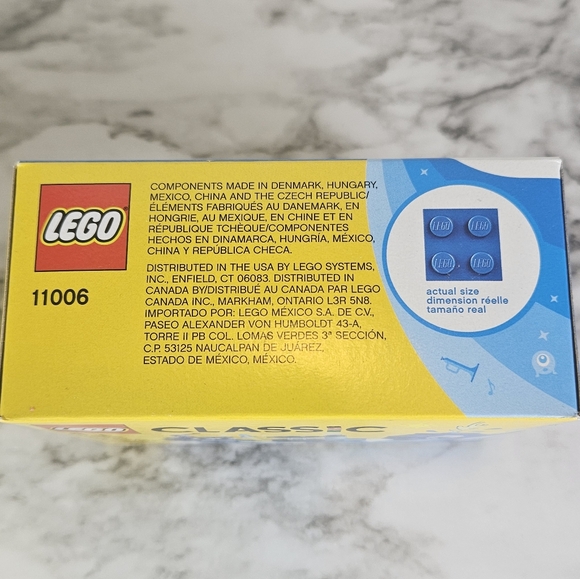 LEGO
11006
COMPONENTS MADE IN DENMARK, HUNGARY,
MEXICO, CHINA AND THE CZECH REPUBLIC/
ÉLÉMENTS FABRIQUÉS AU DANEMARK, EN
HONGRIE, AU MEXIQUE, EN CHINE ET EN
RÉPUBLIQUE TCHÈQUE/COMPONENTES
HECHOS EN DINAMARCA, HUNGRÍA, MÉXICO,
CHINA Y REPÚBLICA CHECA.
DISTRIBUTED IN THE USA BY LEGO SYSTEMS,
INC., ENFIELD, CT 06083. DISTRIBUTED IN
CANADA BY/DISTRIBUÉ AU CANADA PAR LEGO
CANADA INC., MARKHAM, ONTARIO L3R 5N8.
IMPORTADO POR: LEGO MÉXICO S.A. DE C.V.,
PASEO ALEXANDER VON HUMBOLDT 43-A,
TORRE II PB COL. LOMAS VERDES 3ª SECCIÓN,
C.P. 53125 NAUCALPAN DE JUÁREZ,
ESTADO DE MÉXICO, MÉXICO.
LEGO LEGO
LEGO LEGO
actual size
dimension réelle
tamaño real
LEGO CLASSIC